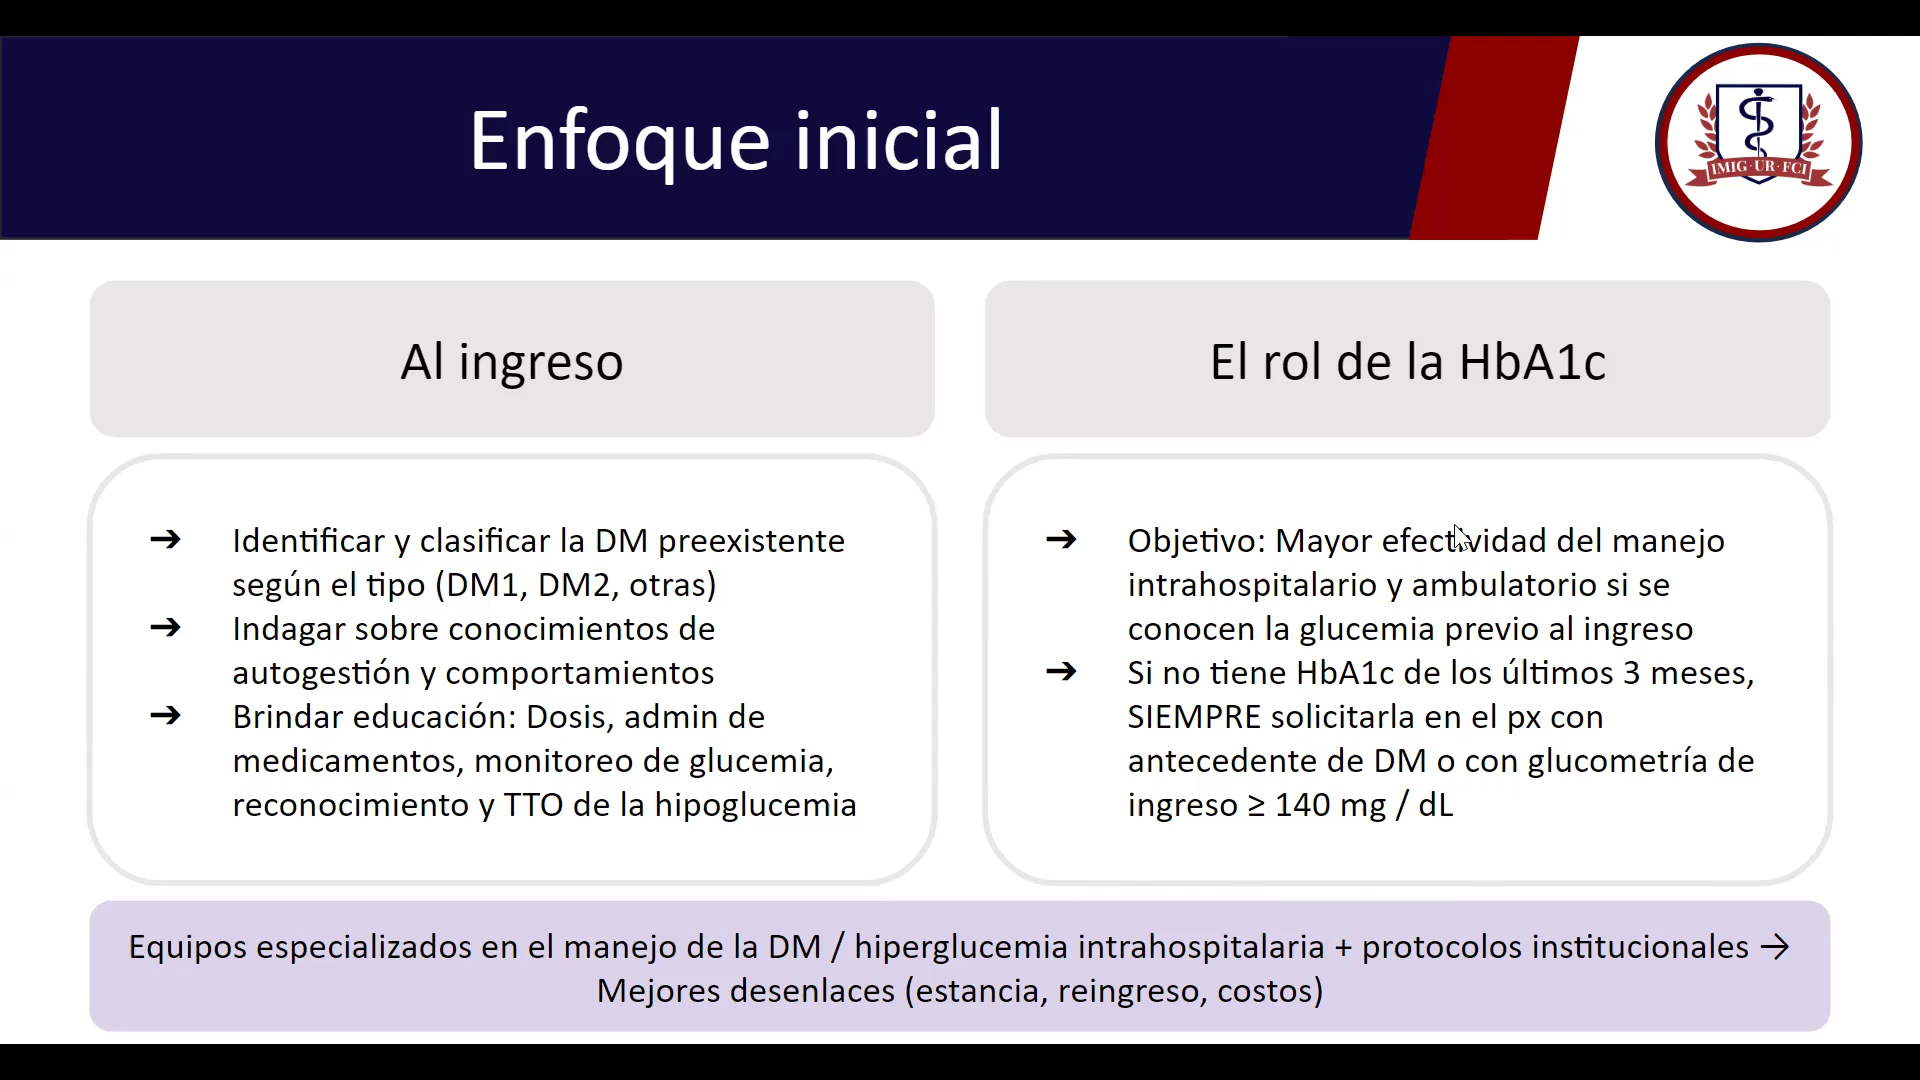 Enfoque inicial
IMIG·UR·FCI
Al ingreso
➔ Identificar y clasificar la DM preexistente
según el tipo (DM1, DM2, otras)
➔ Indagar sobre conocimientos de
autogestión y comportamientos
➔ Brindar educación: Dosis, admin de
medicamentos, monitoreo de glucemia,
reconocimiento y TTO de la hipoglucemia
El rol de la HbA1c
➔ Objetivo: Mayor efectividad del manejo
intrahospitalario y ambulatorio si se
conocen la glucemia previo al ingreso
➔ Si no tiene HbA1c de los últimos 3 meses,
SIEMPRE solicitarla en el px con
antecedente de DM o con glucometría de
ingreso ≥ 140 mg / dL
Equipos especializados en el manejo de la DM / hiperglucemia intrahospitalaria + protocolos institucionales →
Mejores desenlaces (estancia, reingreso, costos)